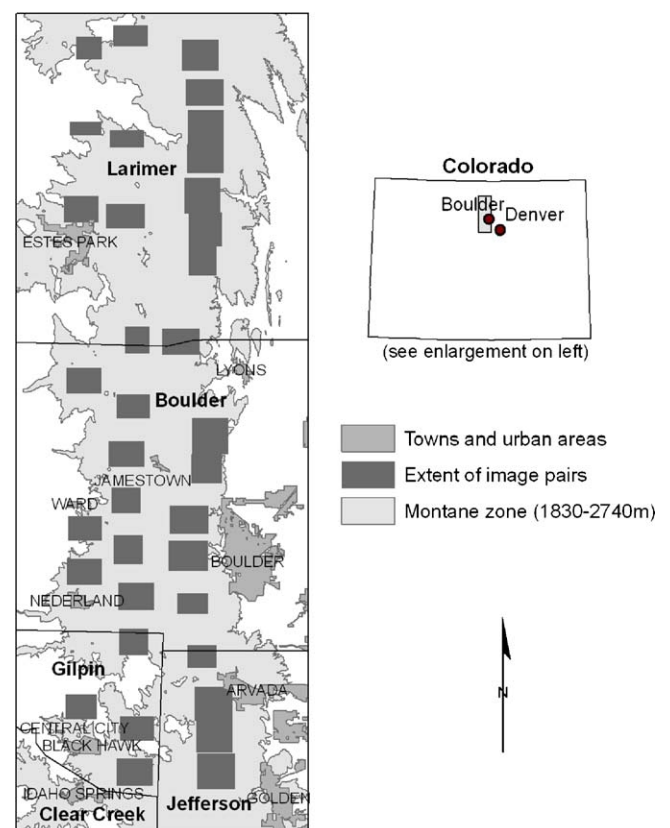 Larimer
ESTES PARK
LYONS
Boulder
JAMESTOWN
WARD
BOULDER
NEDERLAND
Gilpin
ARVADA
CENTRAL CITY
BLACK HAWK
IDAHO SPRINGS
Jefferson
GOLDEN
Clear Creek
Colorado
Boulder
Denver
(see enlargement on left)
Towns and urban areas
Extent of image pairs
Montane zone (1830-2740m)
N